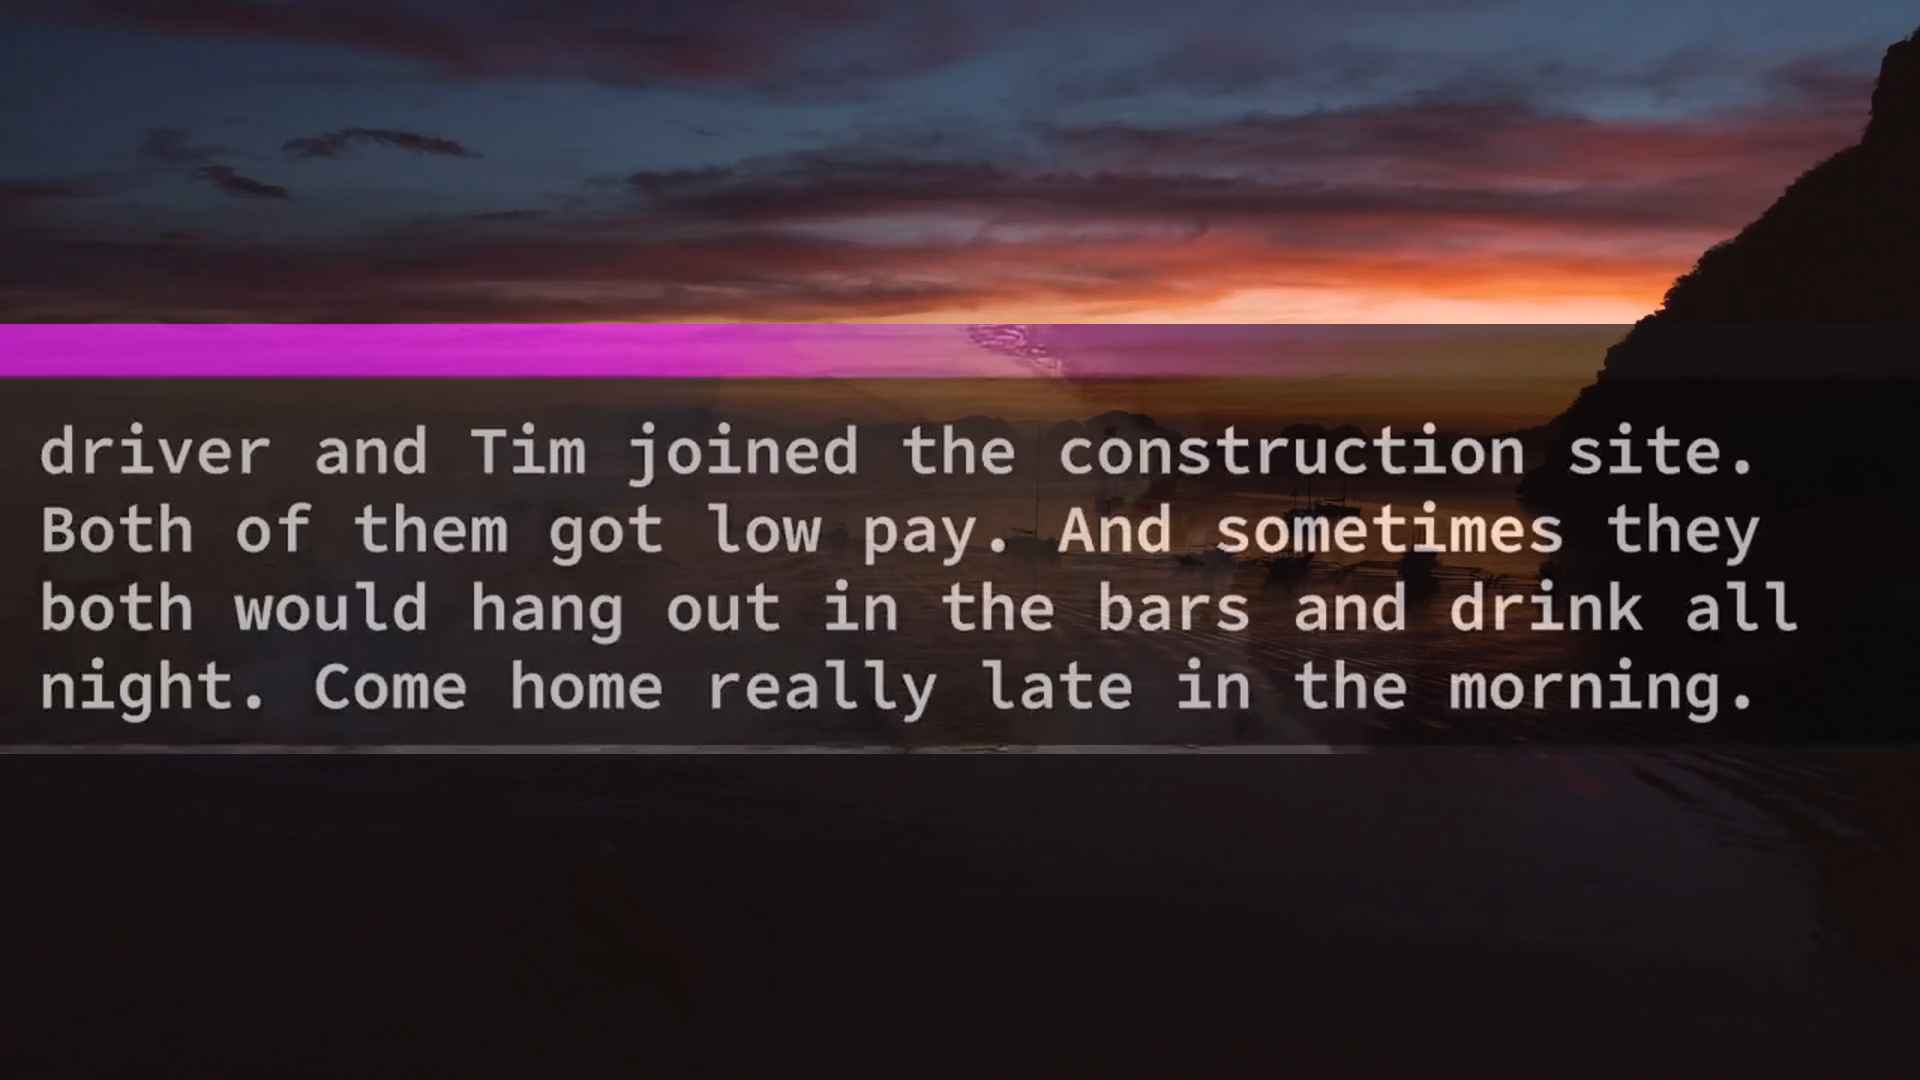 driver and Tim joined the construction site.
Both of them got low pay. And sometimes they
both would hang out in the bars and drink all
night. Come home really late in the morning.